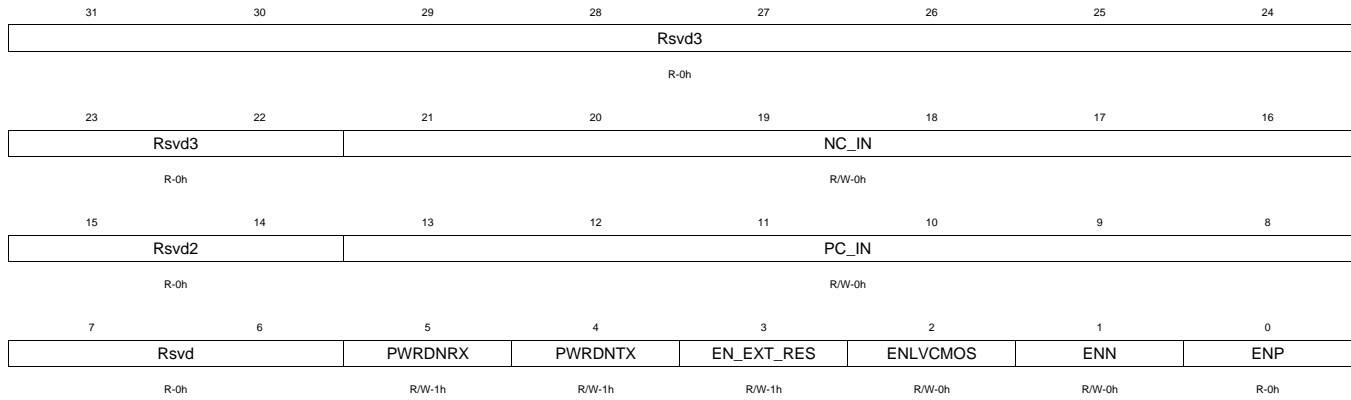 31 30 29 28 27 26 25 24
Rsvd3
R-0h
23 22 21 20 19 18 17 16
Rsvd3 NC_IN
R-0h R/W-0h
15 14 13 12 11 10 9 8
Rsvd2 PC_IN
R-0h R/W-0h
7 6 5 4 3 2 1 0
Rsvd PWRDNRX PWRDNTX EN_EXT_RES ENLVCMOS ENN ENP
R-0h R/W-1h R/W-1h R/W-1h R/W-0h R/W-0h R-0h